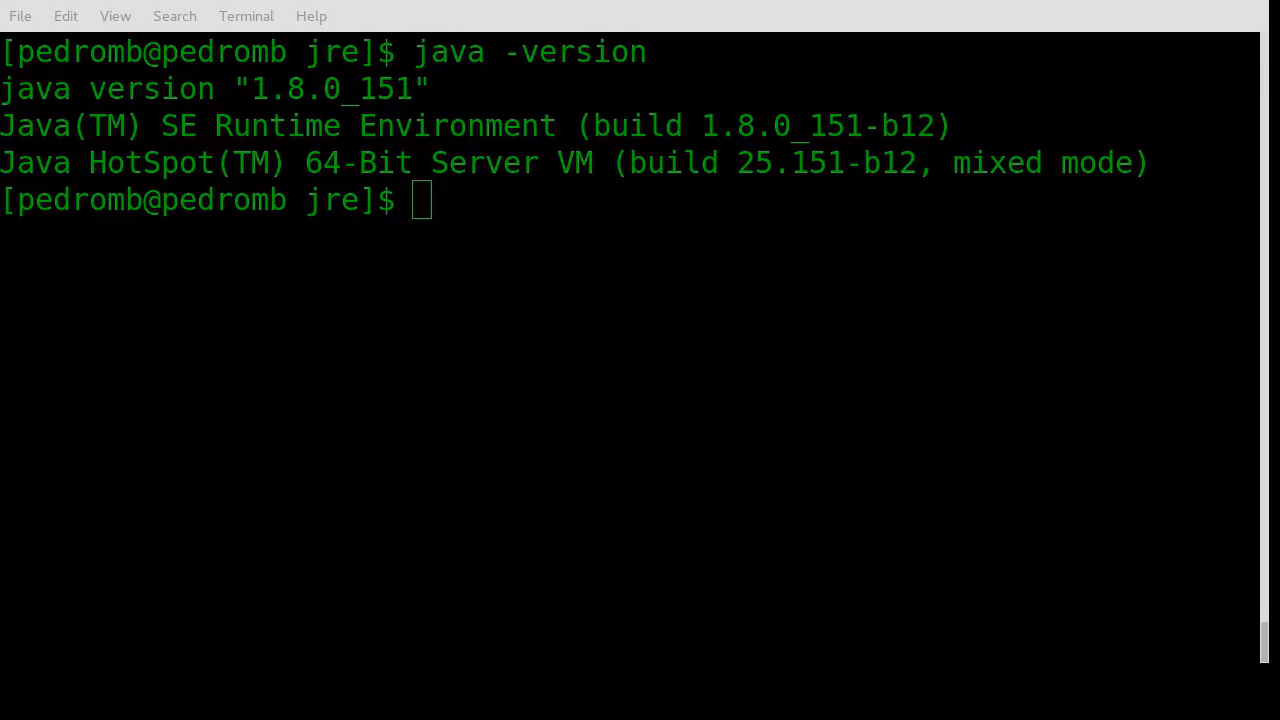 File Edit View Search Terminal Help
[pedromb@pedromb jre]$ java -version
java version "1.8.0_151"
Java(TM) SE Runtime Environment (build 1.8.0_151-b12)
Java HotSpot(TM) 64-Bit Server VM (build 25.151-b12, mixed mode)
[pedromb@pedromb jre]$